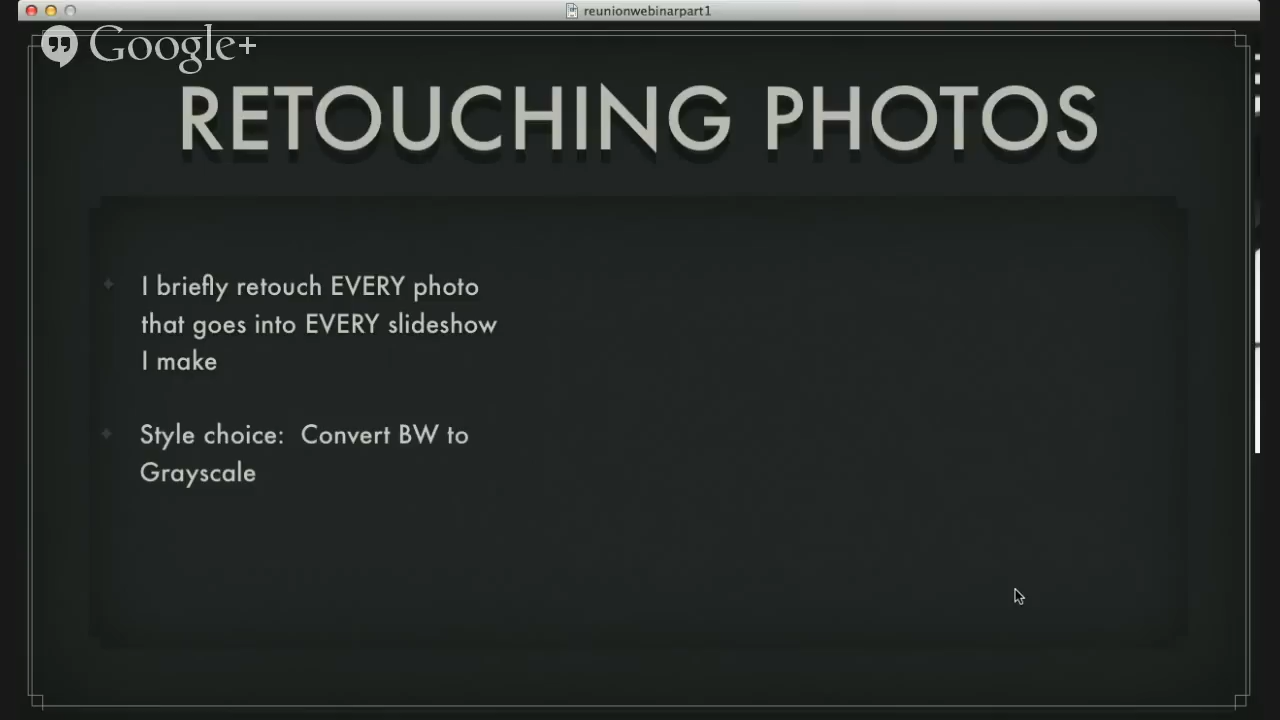 reunionwebinarpart1
Google+
RETOUCHING PHOTOS
I briefly retouch EVERY photo
that goes into EVERY slideshow
I make
Style choice:  Convert BW to
Grayscale